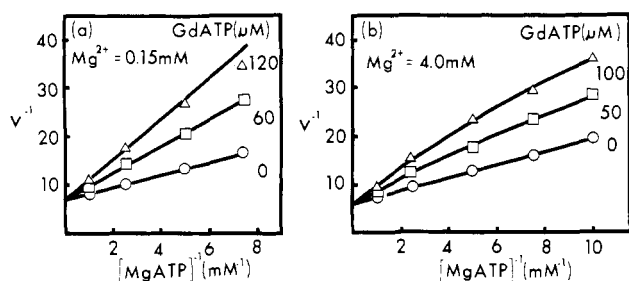 (a)
GdATP(µM)
Mg²⁺ = 0.15mM
120
60
0
40
30
20
10
V⁻¹
2
4
6
8
[MgATP]⁻¹(mM⁻¹)
(b)
GdATP(µM)
Mg²⁺ = 4.0mM
100
50
0
40
30
20
10
V⁻¹
2
4
6
8
10
[MgATP]⁻¹(mM⁻¹)